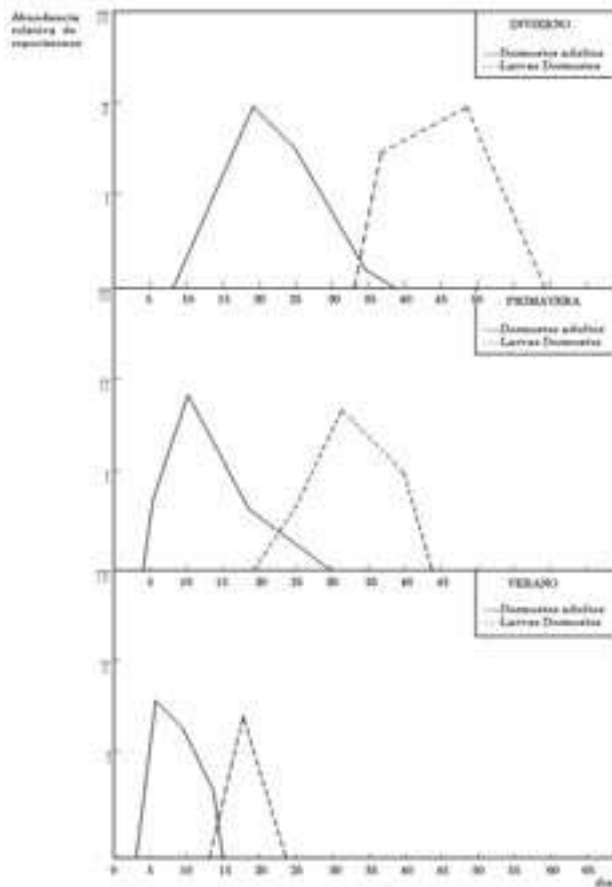 Abundancia
relativa de
especímenes
INVIERNO
Dermestes adultos
Larvas Dermestes
I
5 10 15 20 25 30 35 40 45 50
PRIMAVERA
Dermestes adultos
Larvas Dermestes
I
5 10 15 20 25 30 35 40 45
VERANO
Dermestes adultos
Larvas Dermestes
0 5 10 15 20 25 30 35 40 45 50 55 60 65